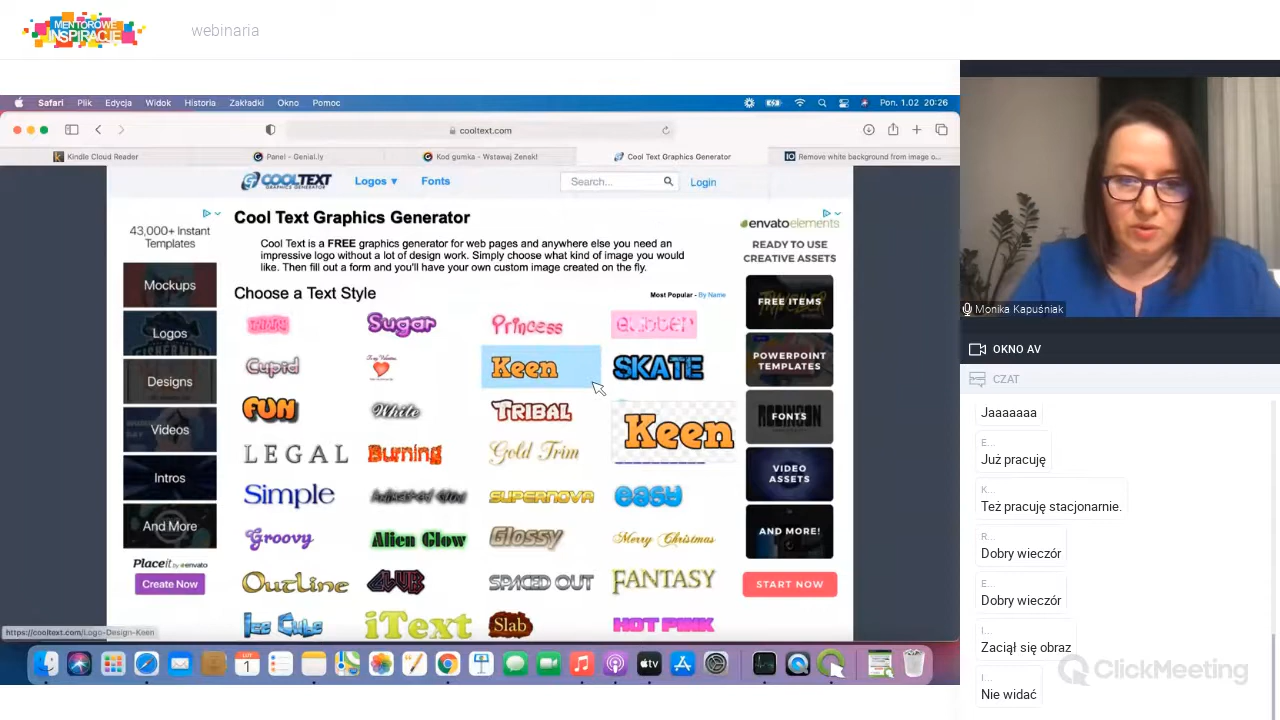 MENTOROWE
INSPIRACJE
webinaria
Safari Plik Edycja Widok Historia Zakładki Okno Pomoc
Pon. 1.02 20:26
cooltext.com
Kindle Cloud Reader
Panel - Genial.ly
Kod gumka - Wstawaj Zenek!
Cool Text Graphics Generator
Remove white background from image o...
COOLTEXT
GRAPHICS GENERATOR
Logos ▼
Fonts
Search...
Login
43,000+ Instant
Templates
Mockups
Logos
Designs
Videos
Intros
And More
Placeit by envato
Create Now
Cool Text Graphics Generator
Cool Text is a FREE graphics generator for web pages and anywhere else you need an
impressive logo without a lot of design work. Simply choose what kind of image you would
like. Then fill out a form and you'll have your own custom image created on the fly.
Choose a Text Style
Most Popular - By Name
Sugar Princess Glitter
Cupid Keen SKATE
FUN White TRIBAL Keen
LEGAL Burning Gold Trim
Simple Animated Glow SUPERNOVA easy
Groovy Alien Glow Glossy Merry Christmas
OUTLINE CLUB SPACED OUT FANTASY
Ice Cube iText Slab HOT PINK
envatoelements
READY TO USE
CREATIVE ASSETS
FREE ITEMS
POWERPOINT
TEMPLATES
FONTS
VIDEO
ASSETS
AND MORE!
START NOW
https://cooltext.com/Logo-Design-Keen
LUT
1
tv
Monika Kapuśniak
OKNO AV
CZAT
Jaaaaaaa
E...
Już pracuję
K...
Też pracuję stacjonarnie.
R...
Dobry wieczór
E...
Dobry wieczór
I...
Zaciął się obraz
I...
Nie widać
ClickMeeting